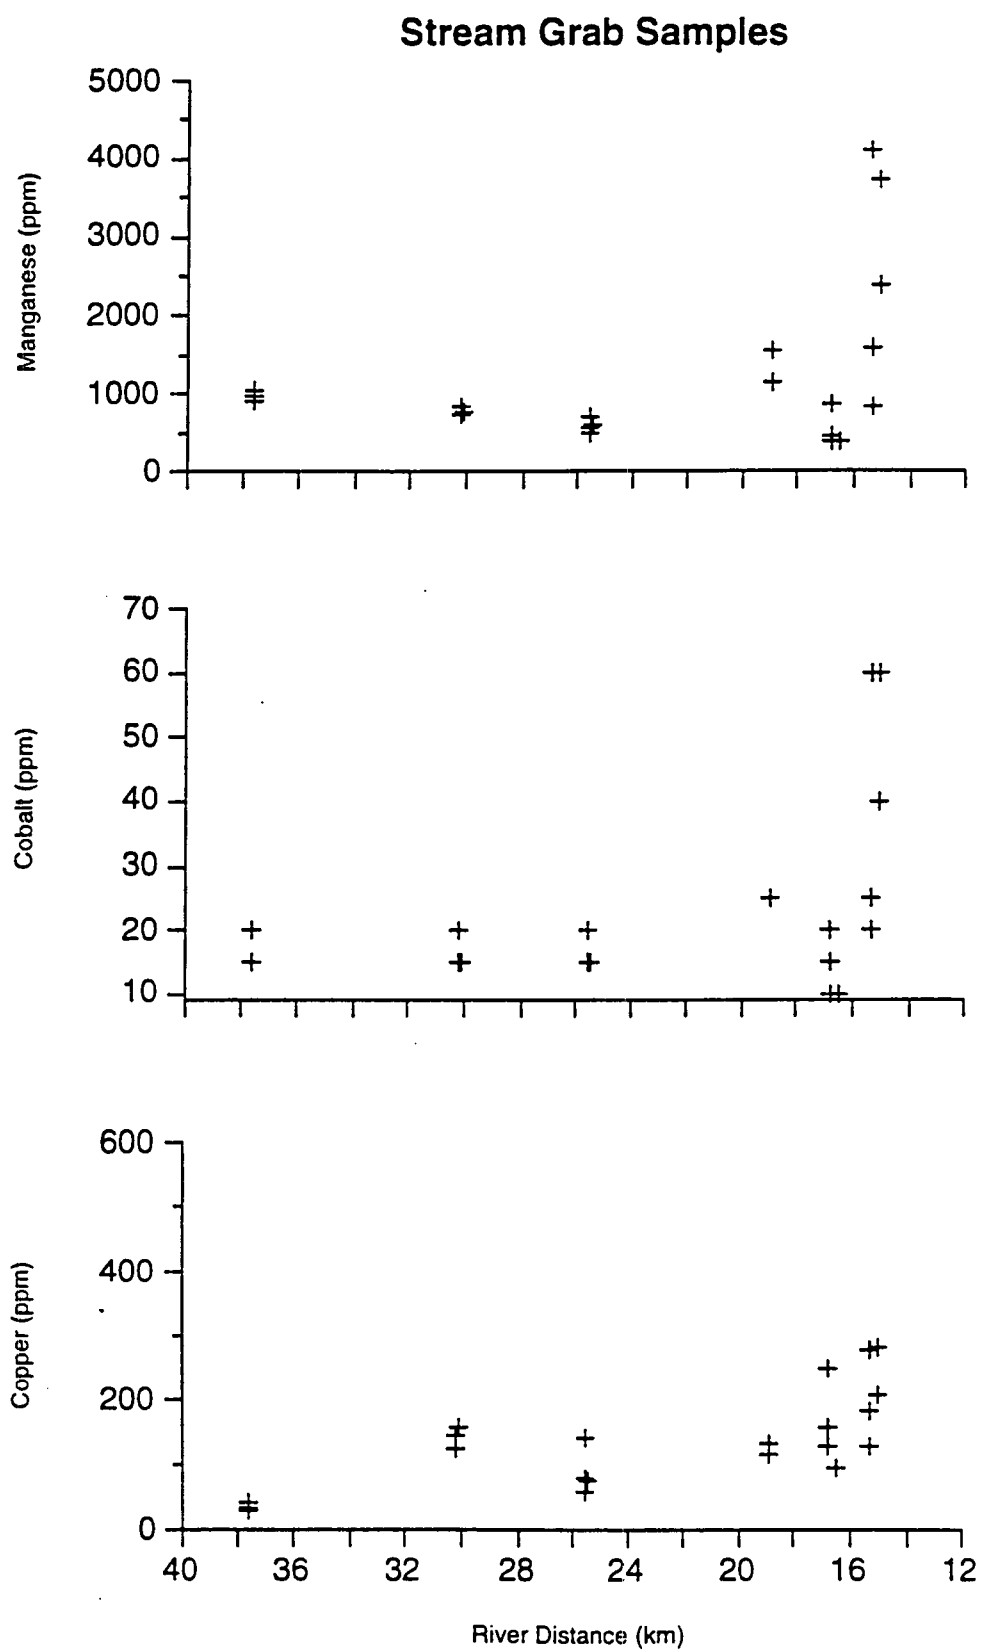 Stream Grab Samples
5000
4000
3000
2000
1000
0
Manganese (ppm)
70
60
50
40
30
20
10
Cobalt (ppm)
600
400
200
0
Copper (ppm)
40 36 32 28 24 20 16 12
River Distance (km)